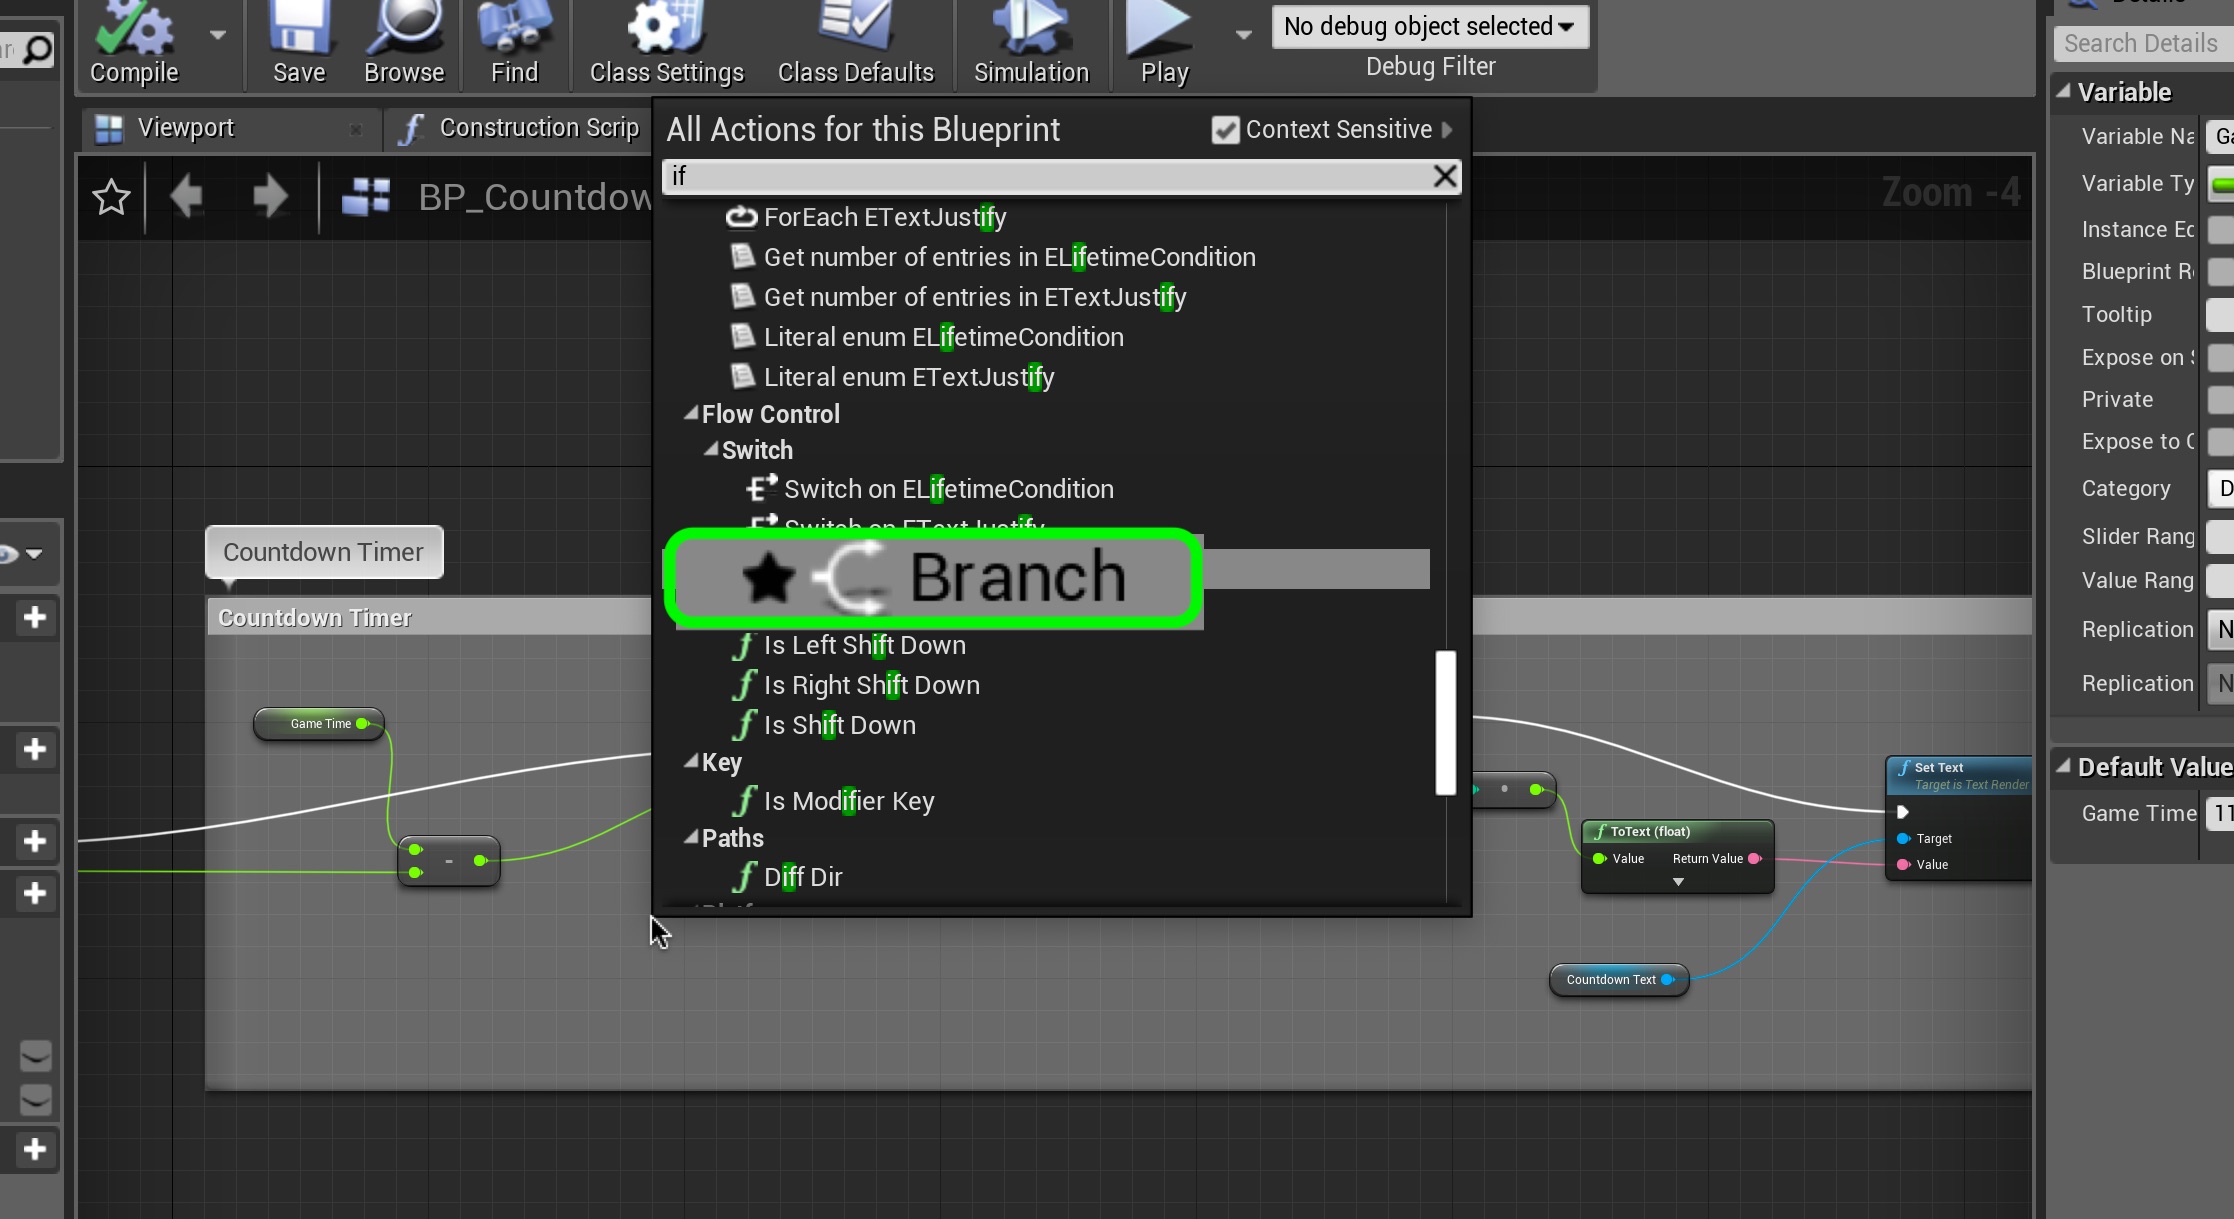 Compile
Save
Browse
Find
Class Settings
Class Defaults
Simulation
Play
No debug object selected
Debug Filter
Search Details
Variable
Viewport
Construction Scrip
All Actions for this Blueprint
Context Sensitive
if
BP_Countdow
Zoom -4
ForEach ETextJustify
Get number of entries in ELifetimeCondition
Get number of entries in ETextJustify
Literal enum ELifetimeCondition
Literal enum ETextJustify
Flow Control
Switch
Switch on ELifetimeCondition
Switch on ETextJustify
Branch
Is Left Shift Down
Is Right Shift Down
Is Shift Down
Key
Is Modifier Key
Paths
Diff Dir
Countdown Timer
Countdown Timer
Game Time
-
ToText (float)
Value
Return Value
Countdown Text
Set Text
Target is Text Render
Target
Value
Variable Na
Ga
Variable Ty
Instance Ed
Blueprint R
Tooltip
Expose on S
Private
Expose to C
Category
D
Slider Rang
Value Rang
Replication
N
Replication
N
Default Value
Game Time
11